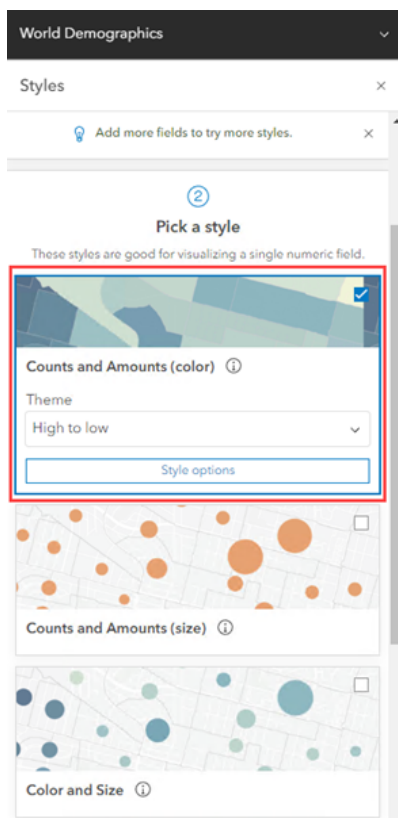 World Demographics
Styles
Add more fields to try more styles.
2
Pick a style
These styles are good for visualizing a single numeric field.
Counts and Amounts (color)
Theme
High to low
Style options
Counts and Amounts (size)
Color and Size